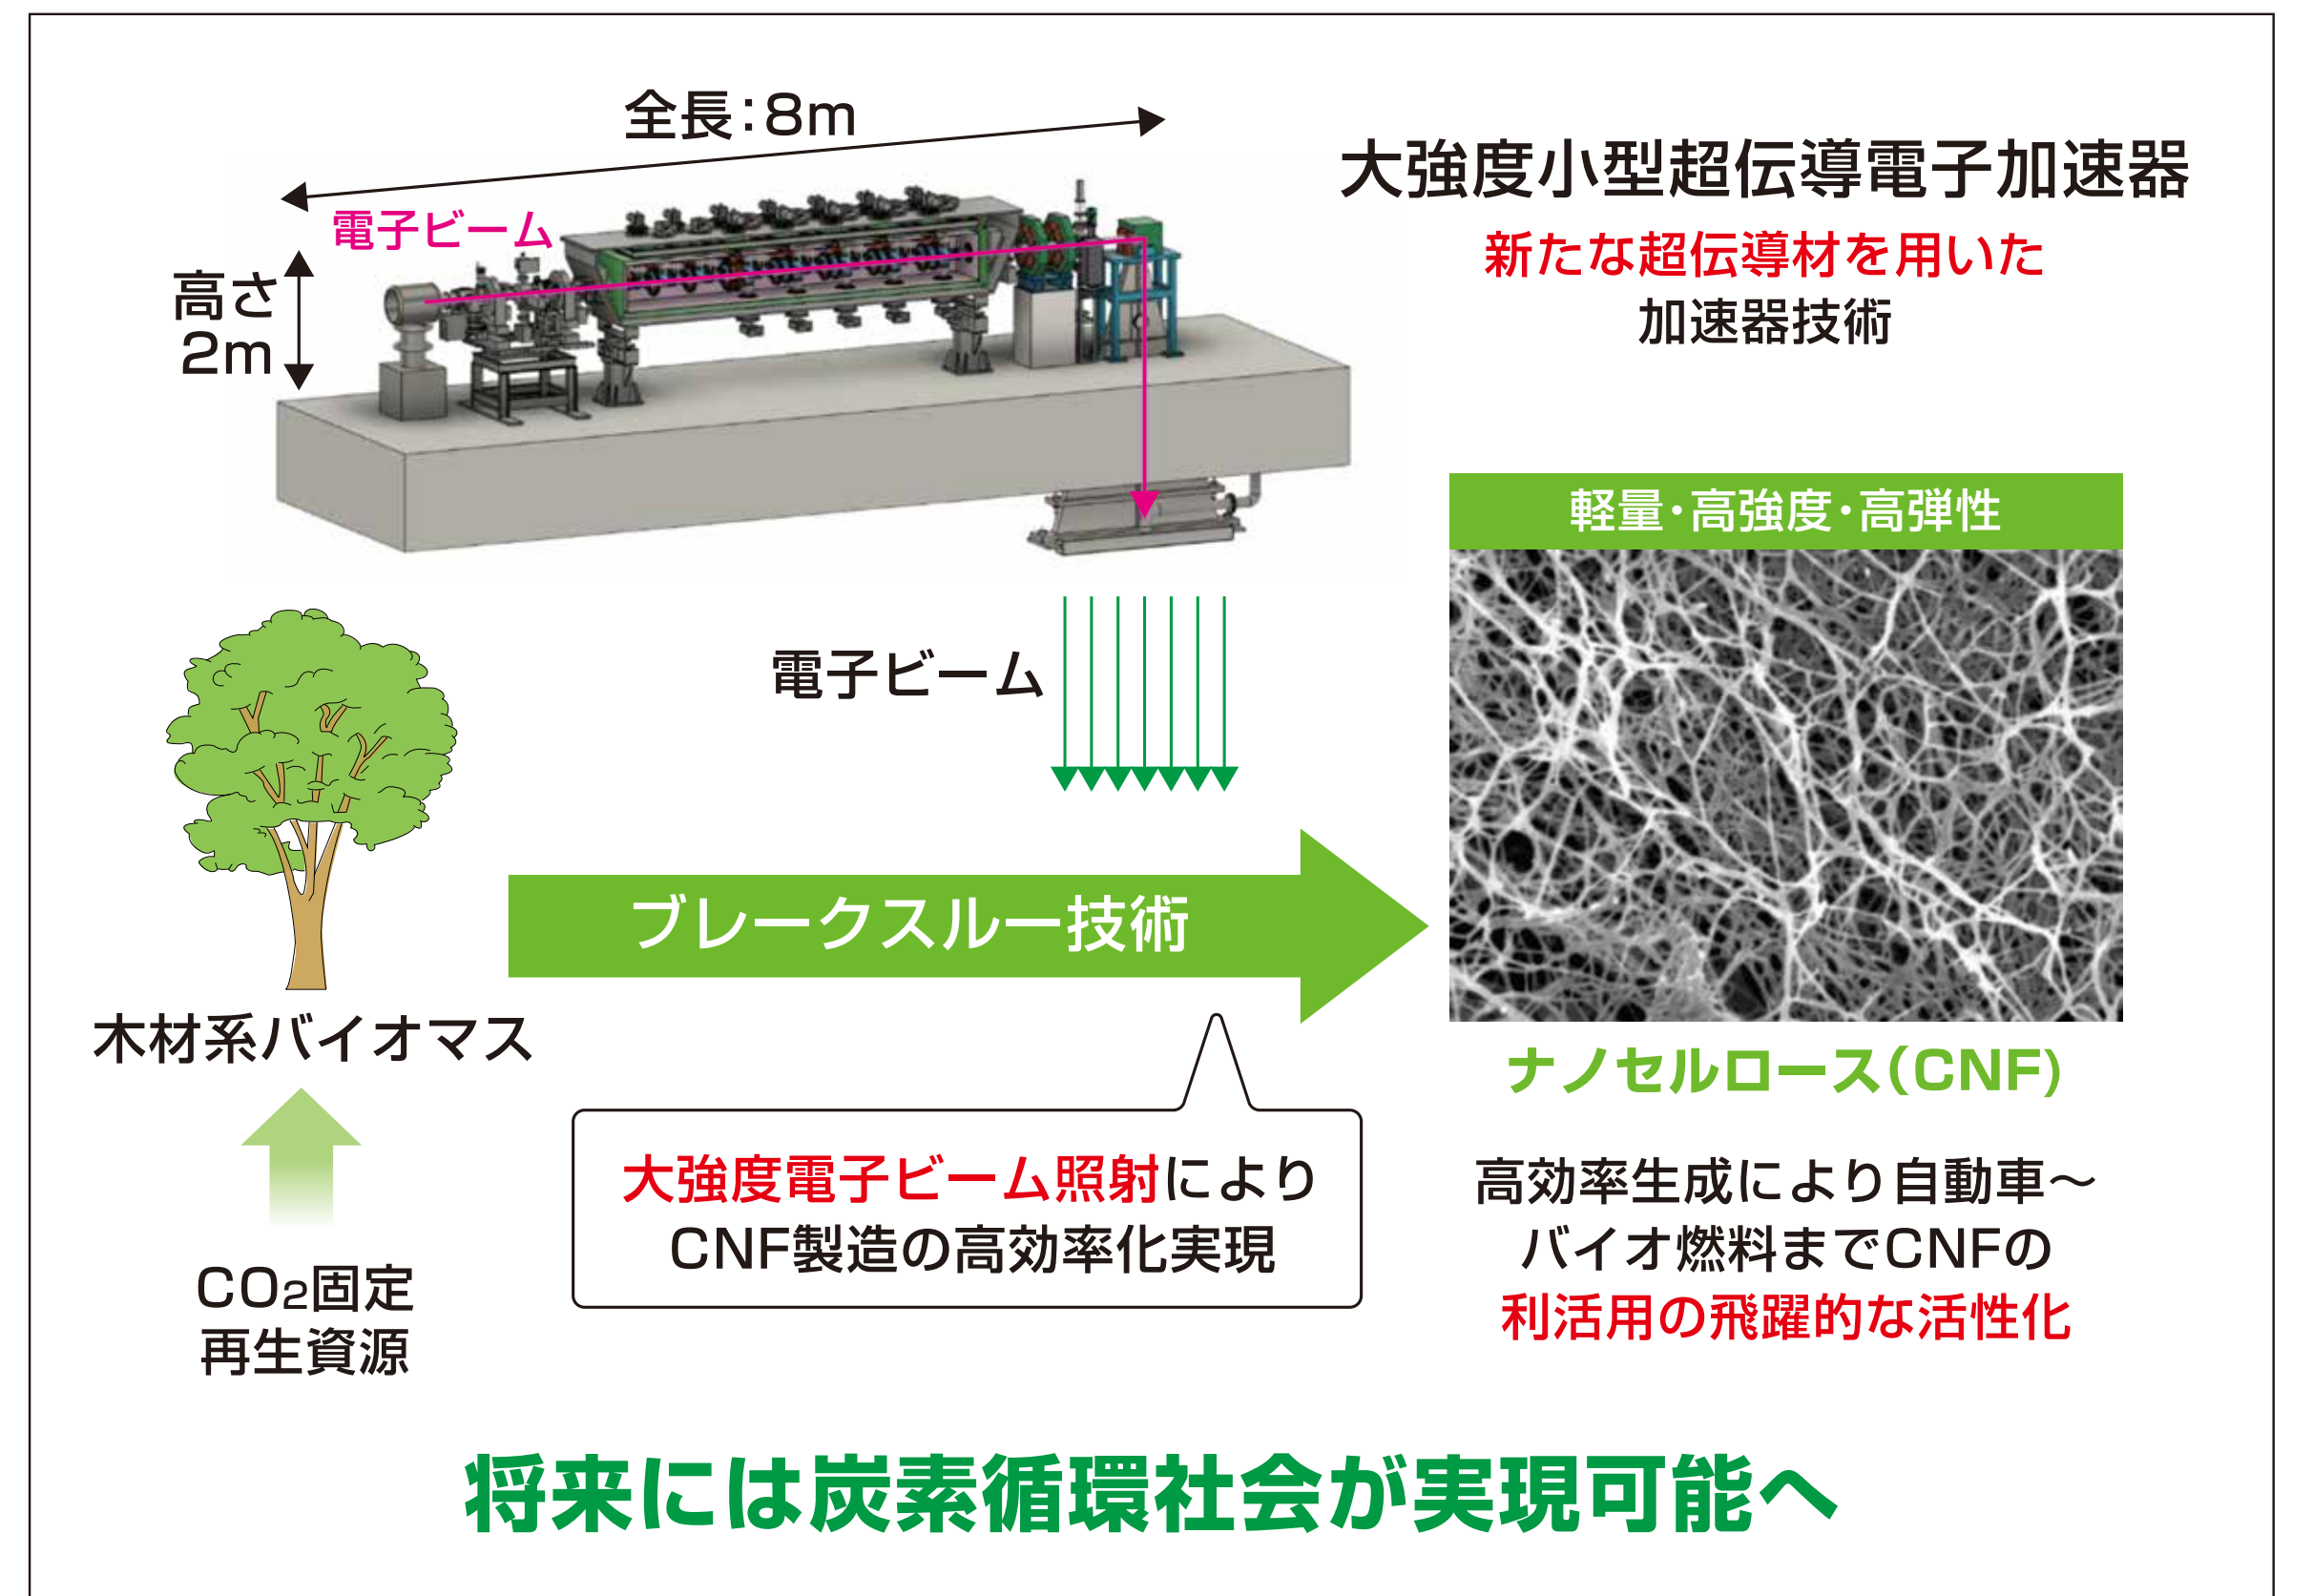 全長:8m
電子ビーム
高さ
2m
大強度小型超伝導電子加速器
新たな超伝導材を用いた
加速器技術
軽量・高強度・高弾性
電子ビーム
ブレークスルー技術
木材系バイオマス
ナノセルロース(CNF)
大強度電子ビーム照射により
CNF製造の高効率化実現
高効率生成により自動車～
バイオ燃料までCNFの
利活用の飛躍的な活性化
CO₂固定
再生資源
将来には炭素循環社会が実現可能へ